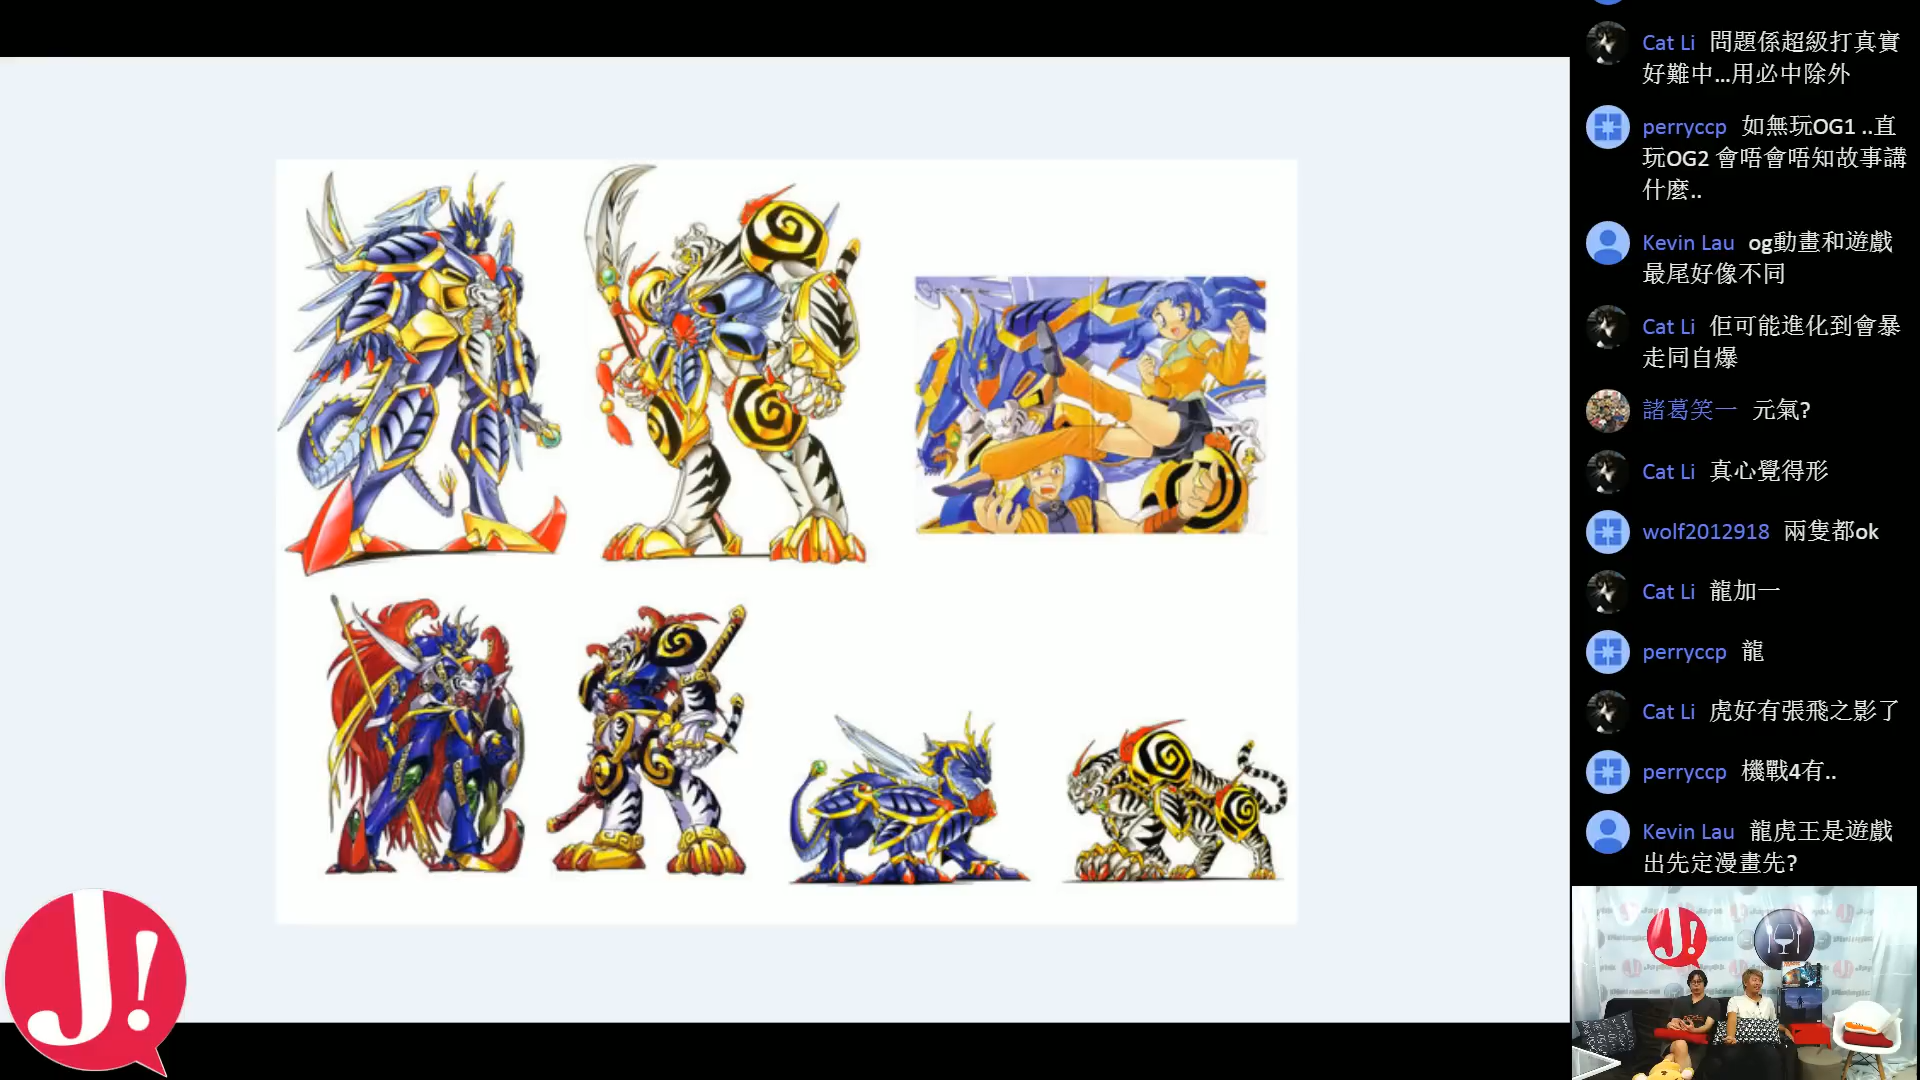 Cat Li 問題係超級打真實
好難中...用必中除外
perryccp 如無玩OG1 ..直
玩OG2 會唔會唔知故事講
什麼..
Kevin Lau og動畫和遊戲
最尾好像不同
Cat Li 佢可能進化到會暴
走同自爆
諸葛笑一 元氣?
Cat Li 真心覺得形
wolf2012918 兩隻都ok
Cat Li 龍加一
perryccp 龍
Cat Li 虎好有張飛之影了
perryccp 機戰4有..
Kevin Lau 龍虎王是遊戲
出先定漫畫先?
J!
J!